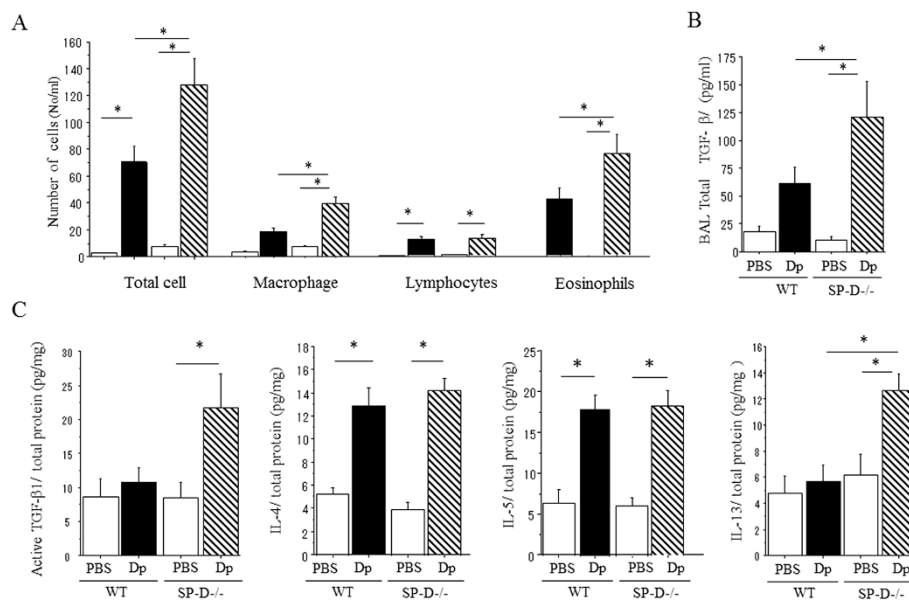 A
Number of cells (No/ml)
160
140
120
100
80
60
40
20
0
*
*
*
*
*
*
*
*
*
Total cell
Macrophage
Lymphocytes
Eosinophils
B
BAL Total TGF- β/ (pg/ml)
175
150
125
100
75
50
25
0
*
*
PBS Dp PBS Dp
WT SP-D-/-
C
Active TGF-β1/ total protein (pg/mg)
30
25
20
15
10
5
0
*
PBS Dp PBS Dp
WT SP-D-/-
IL-4/ total protein (pg/mg)
18
16
14
12
10
8
6
4
2
0
* *
PBS Dp PBS Dp
WT SP-D-/-
IL-5/ total protein (pg/mg)
25
20
15
10
5
0
* *
PBS Dp PBS Dp
WT SP-D-/-
IL-13/ total protein (pg/mg)
16
14
12
10
8
6
4
2
0
*
*
PBS Dp PBS Dp
WT SP-D-/-